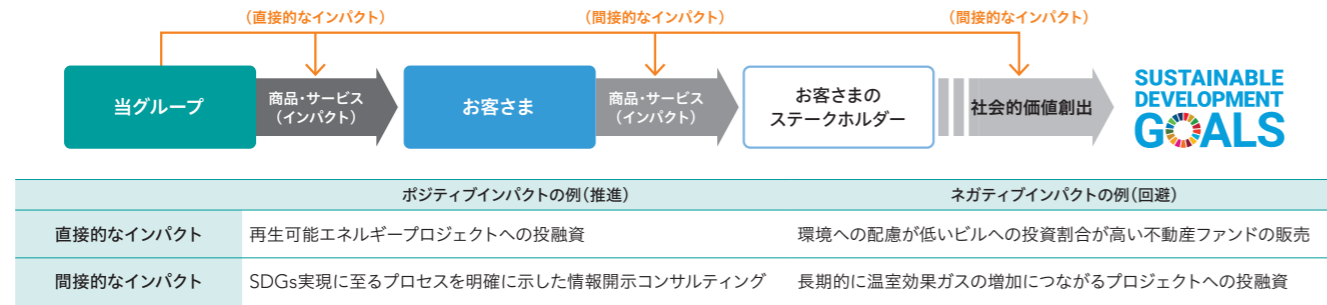 (直接的なインパクト)
(間接的なインパクト)
(間接的なインパクト)
当グループ
商品・サービス
(インパクト)
お客さま
商品・サービス
(インパクト)
お客さまの
ステークホルダー
社会的価値創出
SUSTAINABLE
DEVELOPMENT
GOALS
ポジティブインパクトの例(推進)
ネガティブインパクトの例(回避)
直接的なインパクト
再生可能エネルギープロジェクトへの投融資
環境への配慮が低いビルへの投資割合が高い不動産ファンドの販売
間接的なインパクト
SDGs実現に至るプロセスを明確に示した情報開示コンサルティング
長期的に温室効果ガスの増加につながるプロジェクトへの投融資